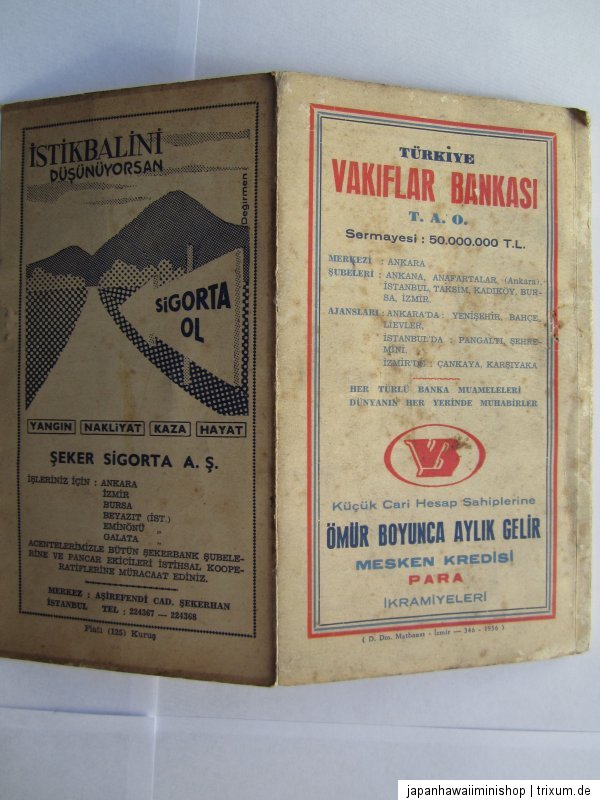 İSTİKBALİNİ
DÜŞÜNÜYORSAN
Değirmen
SİGORTA
OL
YANGIN NAKLİYAT KAZA HAYAT
ŞEKER SİGORTA A. Ş.
İŞLERİNİZ İÇİN : ANKARA
İZMİR
BURSA
BEYAZIT (İST.)
EMİNÖNÜ „
GALATA „
ACENTELERİMİZLE BÜTÜN ŞEKERBANK ŞUBELE-
RİNE VE PANCAR EKİCİLERİ İSTİHSAL KOOPE-
RATİFLERİNE MÜRACAAT EDİNİZ.
MERKEZ : AŞİREFENDİ CAD. ŞEKERHAN
İSTANBUL TEL : 224367 — 224368
Fiatı (125) Kuruş
TÜRKİYE
VAKIFLAR BANKASI
T. A. O.
Sermayesi : 50.000.000 T.L.
MERKEZİ : ANKARA
ŞUBELERİ : ANKANA, ANAFARTALAR, (Ankara),
İSTANBUL, TAKSİM, KADIKÖY, BUR-
SA, İZMİR.
AJANSLARI : ANKARA'DA : YENİŞEHİR, BAHÇE,
LİEVLER,
İSTANBUL'DA : PANGALTI, ŞEHRE-
MİNİ,
İZMİR'DE : ÇANKAYA, KARŞIYAKA
HER TÜRLÜ BANKA MUAMELELERİ
DÜNYANIN HER YERİNDE MUHABİRLER
VB
Küçük Cari Hesap Sahiplerine
ÖMÜR BOYUNCA AYLIK GELİR
MESKEN KREDİSİ
PARA
İKRAMİYELERİ
( D. Dm. Matbaası - İzmir — 346 - 1956 )
japanhawaiiminishop | trixum.de